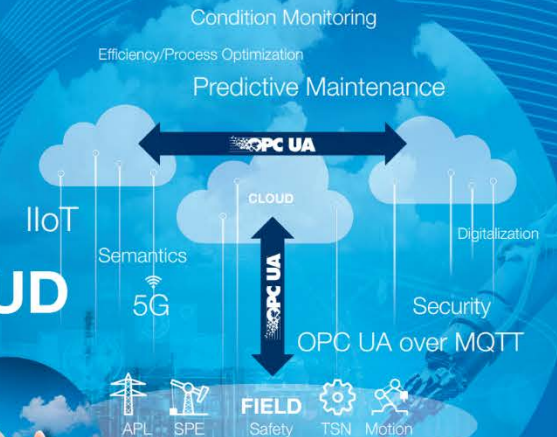 Condition Monitoring
Efficiency/Process Optimization
Predictive Maintenance
OPC UA
CLOUD
IIoT
Semantics
Digitalization
UD
5G
OPC UA
Security
OPC UA over MQTT
FIELD
APL SPE Safety TSN Motion